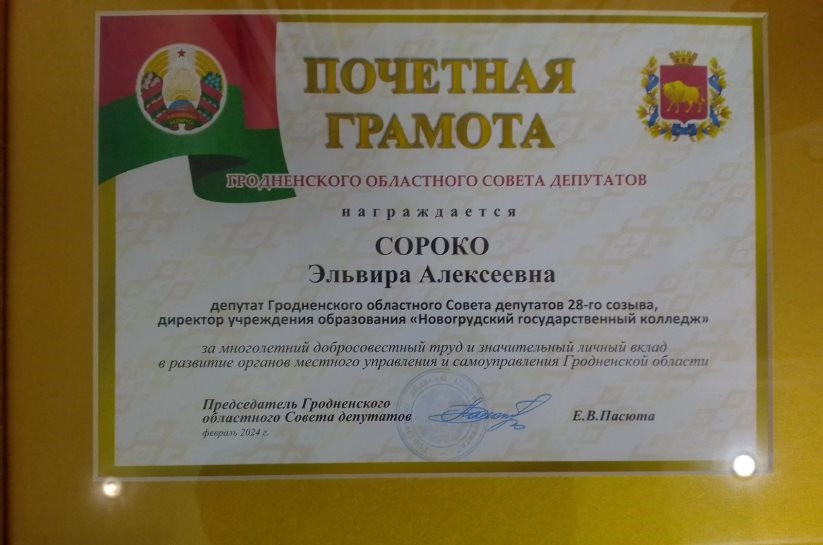 ПОЧЕТНАЯ
ГРАМОТА
ГРОДНЕНСКОГО ОБЛАСТНОГО СОВЕТА ДЕПУТАТОВ
награждается
СОРОКО
Эльвира Алексеевна
депутат Гродненского областного Совета депутатов 28-го созыва,
директор учреждения образования «Новогрудский государственный колледж»
за многолетний добросовестный труд и значительный личный вклад
в развитие органов местного управления и самоуправления Гродненской области
Председатель Гродненского
областного Совета депутатов
Е.В.Пасюта
февраль 2024 г.